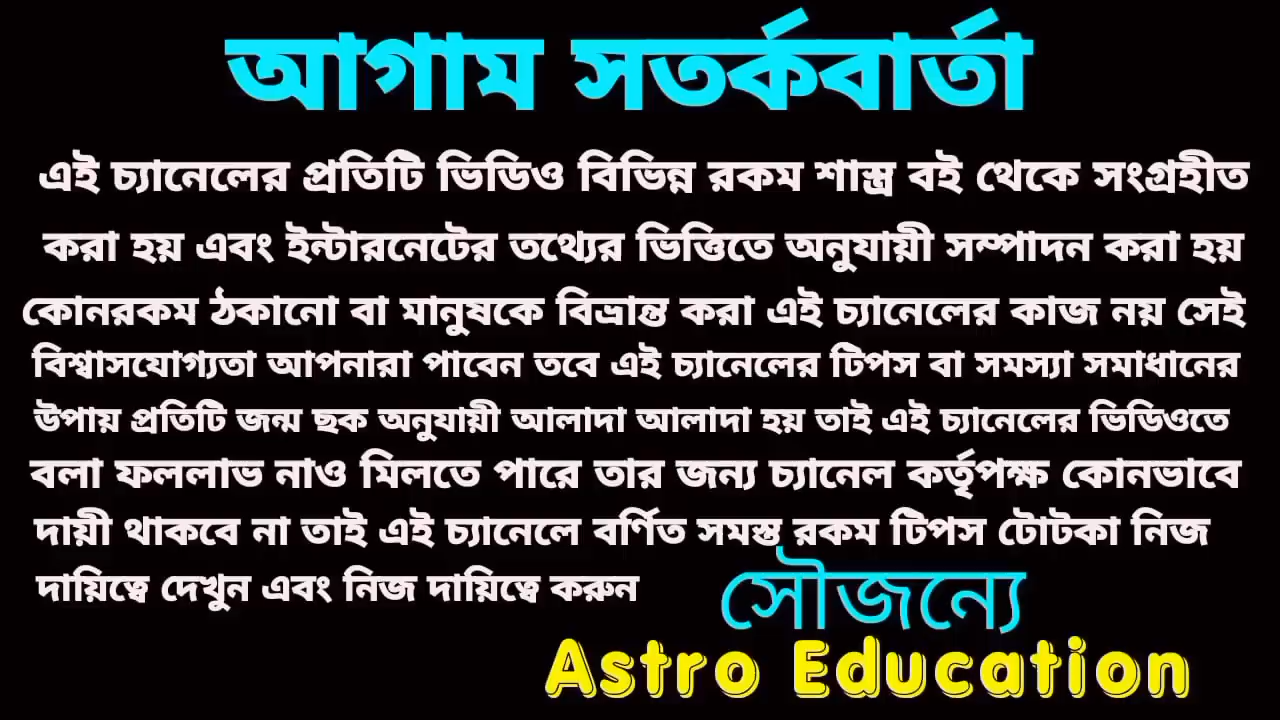 আগাম সতর্কবার্তা
এই চ্যানেলের প্রতিটি ভিডিও বিভিন্ন রকম শাস্ত্র বই থেকে সংগ্রহীত
করা হয় এবং ইন্টারনেটের তথ্যের ভিত্তিতে অনুযায়ী সম্পাদন করা হয়
কোনরকম ঠকানো বা মানুষকে বিভ্রান্ত করা এই চ্যানেলের কাজ নয় সেই
বিশ্বাসযোগ্যতা আপনারা পাবেন তবে এই চ্যানেলের টিপস বা সমস্যা সমাধানের
উপায় প্রতিটি জন্ম ছক অনুযায়ী আলাদা আলাদা হয় তাই এই চ্যানেলের ভিডিওতে
বলা ফললাভ নাও মিলতে পারে তার জন্য চ্যানেল কর্তৃপক্ষ কোনভাবে
দায়ী থাকবে না তাই এই চ্যানেলে বর্ণিত সমস্ত রকম টিপস টোটকা নিজ
দায়িত্বে দেখুন এবং নিজ দায়িত্বে করুন
সৌজন্যে
Astro Education